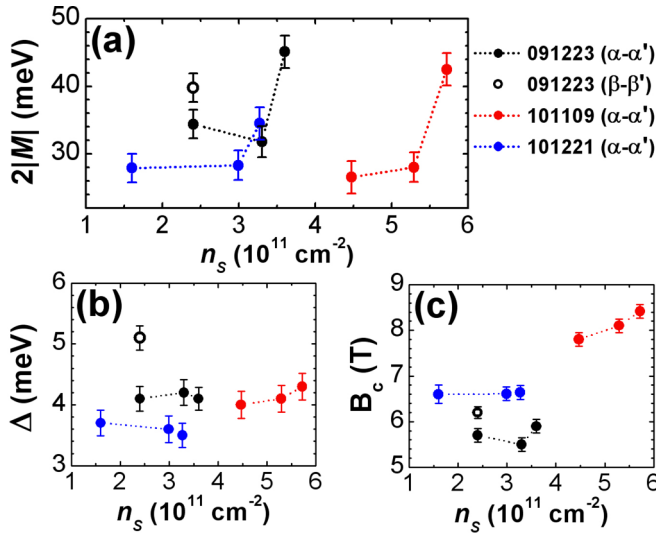 (a)
2|M| (meV)
50
40
30
1 2 3 4 5 6
n_s (10^11 cm^-2)
091223 (α-α')
091223 (β-β')
101109 (α-α')
101221 (α-α')
(b)
Δ (meV)
6
5
4
3
1 2 3 4 5 6
n_s (10^11 cm^-2)
(c)
B_c (T)
9
8
7
6
5
1 2 3 4 5 6
n_s (10^11 cm^-2)